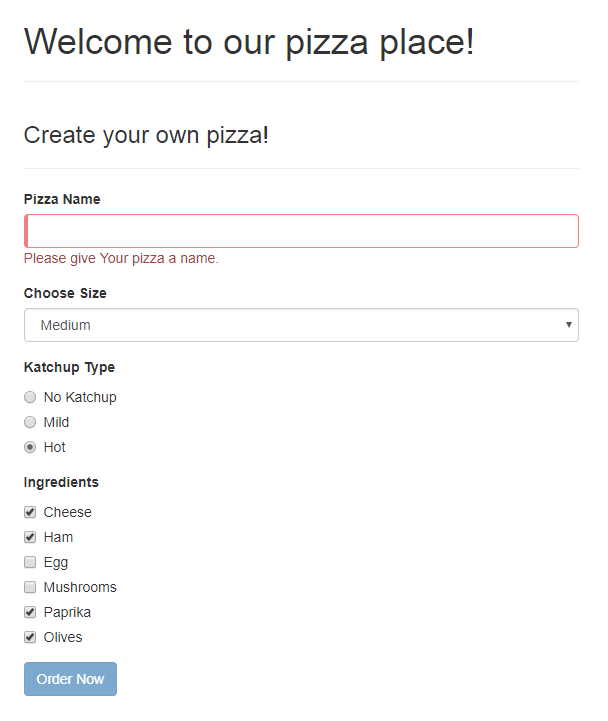 Welcome to our pizza place!
Create your own pizza!
Pizza Name
Please give Your pizza a name.
Choose Size
Medium
Katchup Type
No Katchup
Mild
Hot
Ingredients
Cheese
Ham
Egg
Mushrooms
Paprika
Olives
Order Now